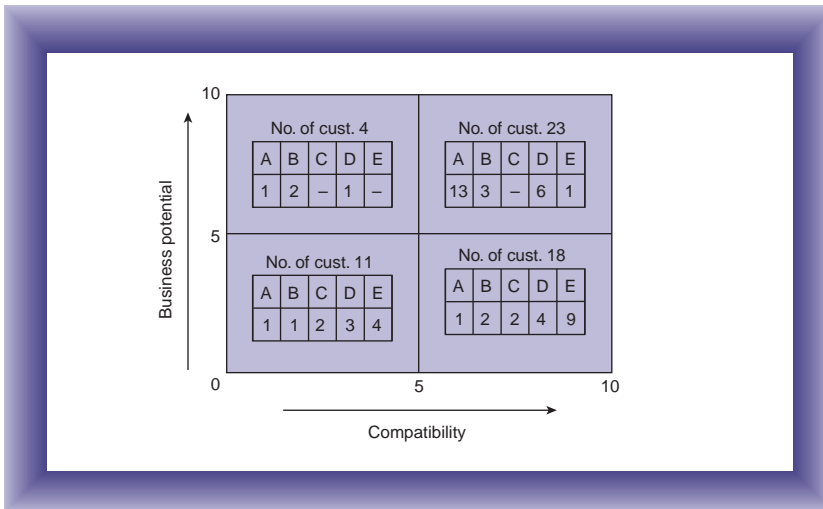 10
No. of cust. 4
A B C D E
1 2 – 1 –
No. of cust. 23
A B C D E
13 3 – 6 1
Business potential
5
No. of cust. 11
A B C D E
1 1 2 3 4
No. of cust. 18
A B C D E
1 2 2 4 9
0 5 10
Compatibility